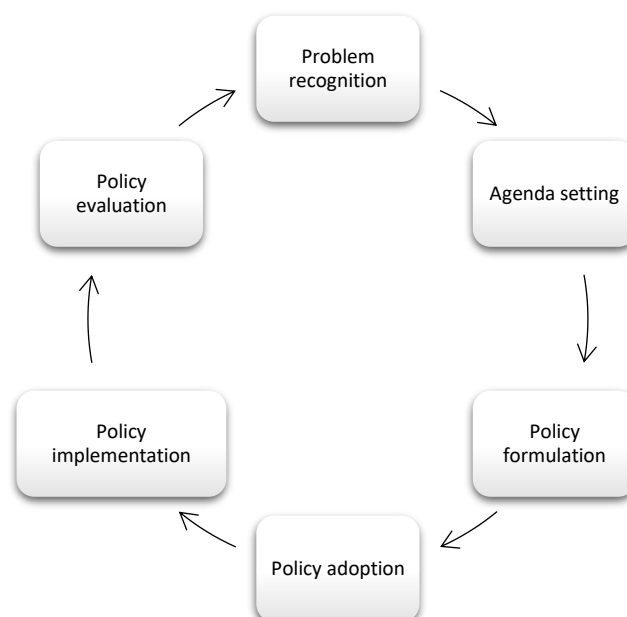 Problem
recognition
Agenda setting
Policy
formulation
Policy adoption
Policy
implementation
Policy
evaluation